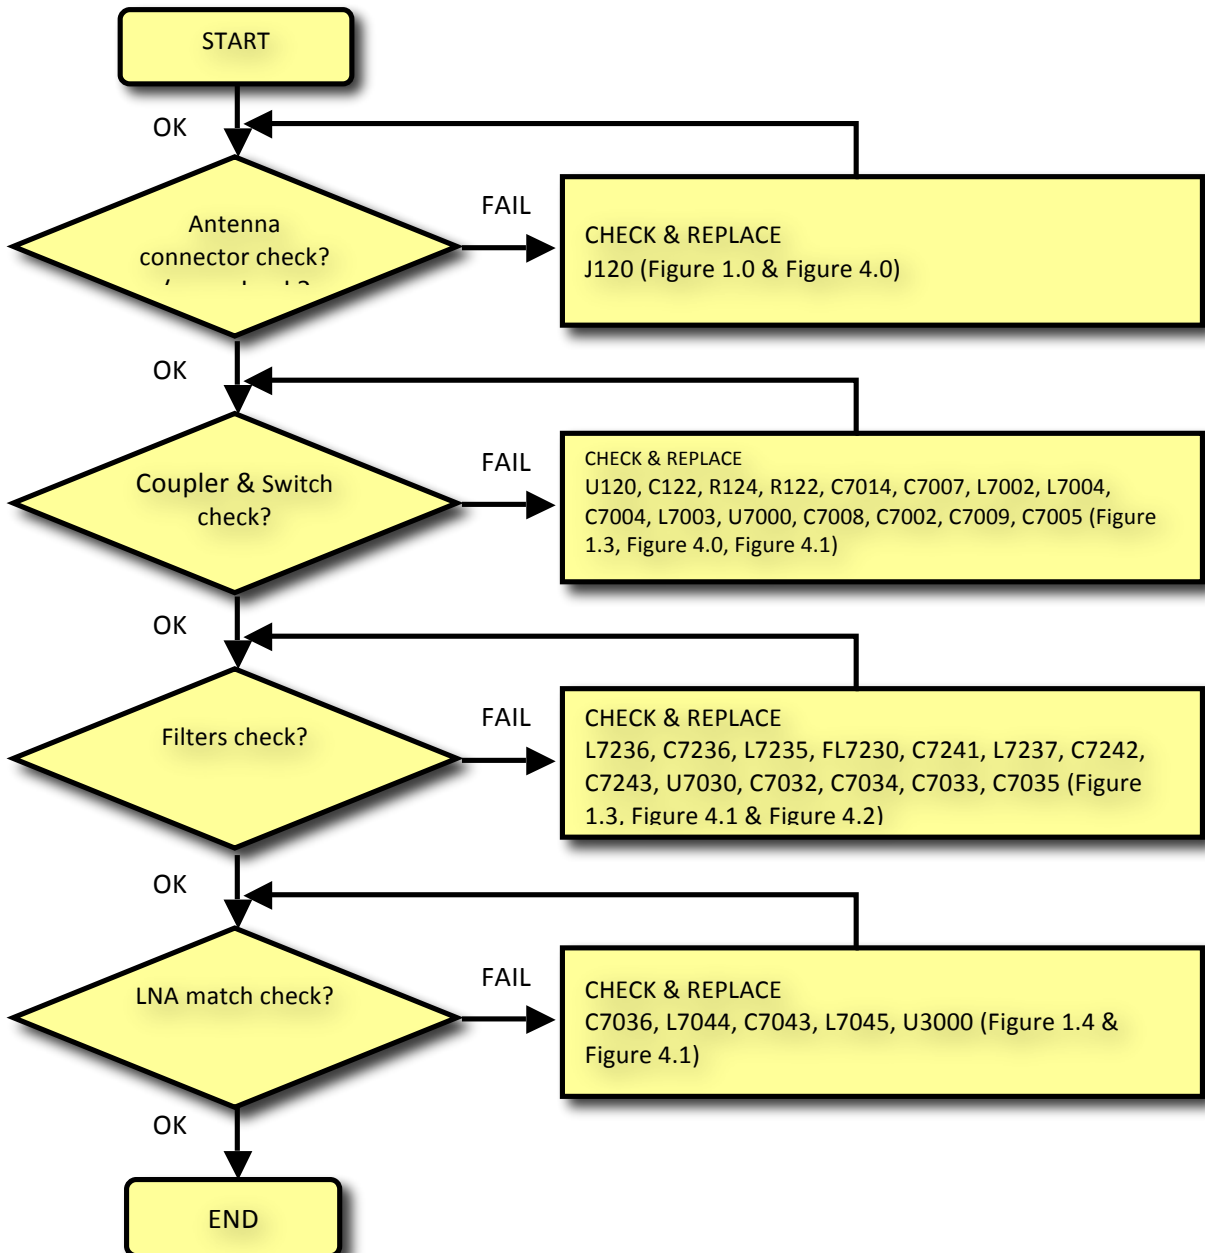 START
OK
Antenna
connector check?
FAIL
CHECK & REPLACE
J120 (Figure 1.0 & Figure 4.0)
OK
Coupler & Switch
check?
FAIL
CHECK & REPLACE
U120, C122, R124, R122, C7014, C7007, L7002, L7004,
C7004, L7003, U7000, C7008, C7002, C7009, C7005 (Figure
1.3, Figure 4.0, Figure 4.1)
OK
Filters check?
FAIL
CHECK & REPLACE
L7236, C7236, L7235, FL7230, C7241, L7237, C7242,
C7243, U7030, C7032, C7034, C7033, C7035 (Figure
1.3, Figure 4.1 & Figure 4.2)
OK
LNA match check?
FAIL
CHECK & REPLACE
C7036, L7044, C7043, L7045, U3000 (Figure 1.4 &
Figure 4.1)
OK
END